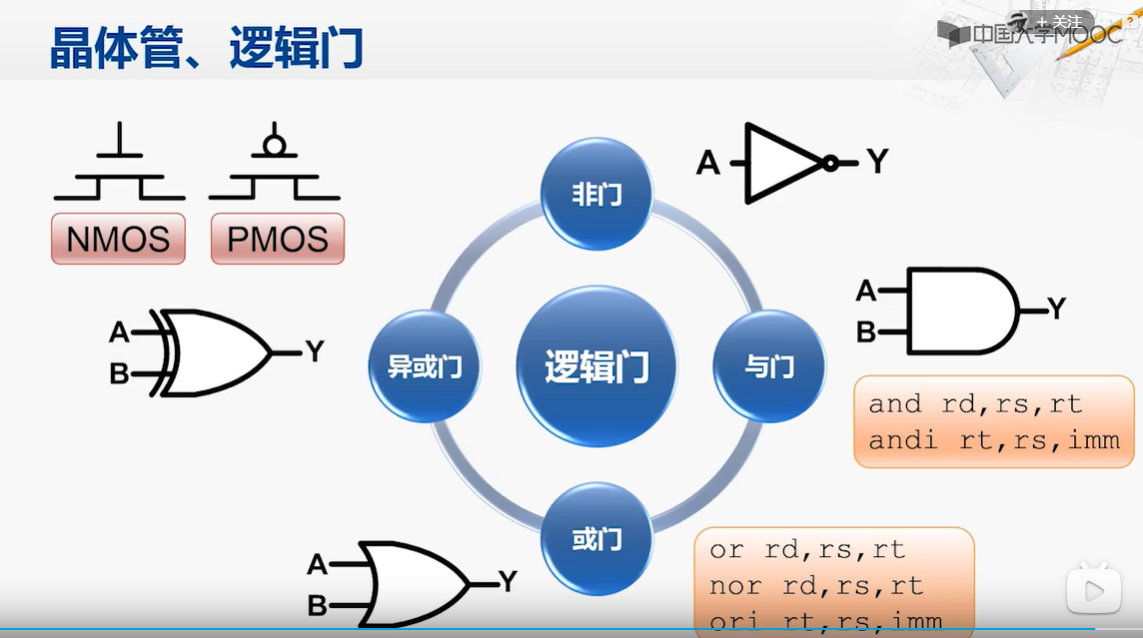 晶体管、逻辑门
+ 关注
中国大学MOOC
NMOS
PMOS
非门
A
Y
A
B
Y
异或门
逻辑门
与门
A
B
Y
and rd,rs,rt
andi rt,rs,imm
或门
A
B
Y
or rd,rs,rt
nor rd,rs,rt
ori rt,rs,imm